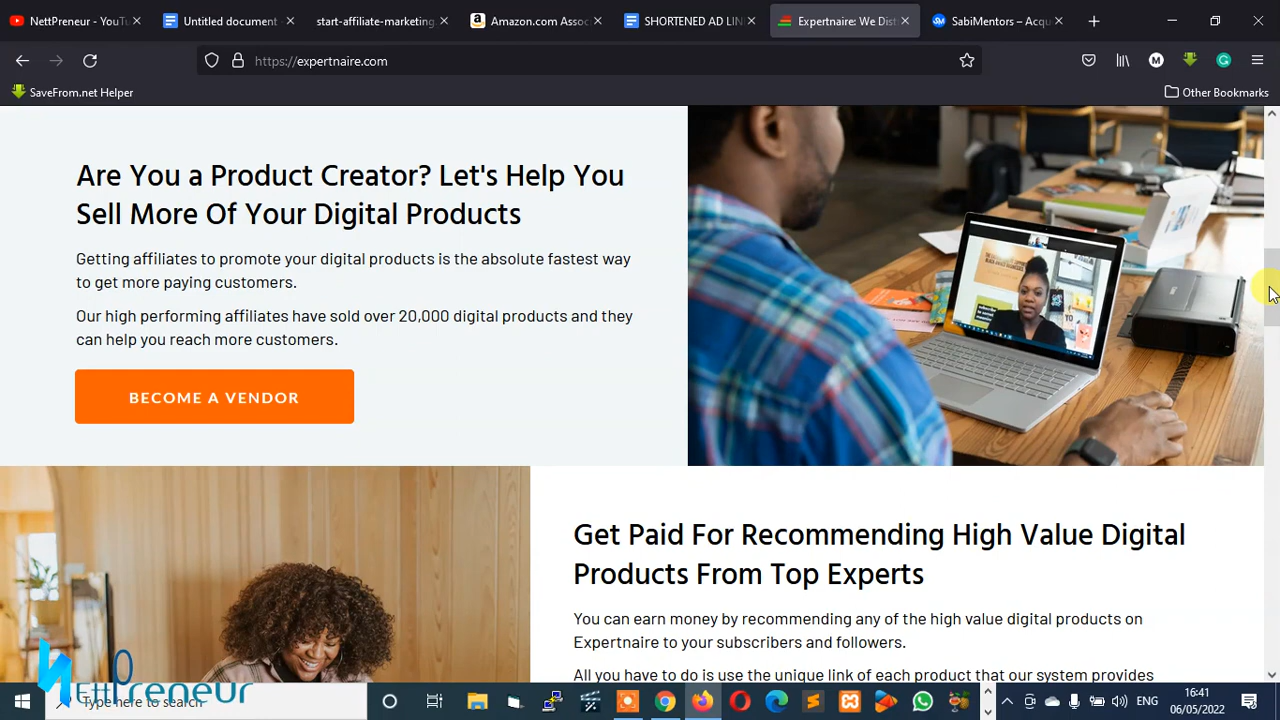 NettPreneur - YouTu
Untitled document
start-affiliate-marketing.
Amazon.com Assoc
SHORTENED AD LIN
Expertnaire: We Dist
SabiMentors – Acqu
https://expertnaire.com
SaveFrom.net Helper
Other Bookmarks
Are You a Product Creator? Let's Help You
Sell More Of Your Digital Products
Getting affiliates to promote your digital products is the absolute fastest way
to get more paying customers.
Our high performing affiliates have sold over 20,000 digital products and they
can help you reach more customers.
BECOME A VENDOR
Get Paid For Recommending High Value Digital
Products From Top Experts
You can earn money by recommending any of the high value digital products on
Expertnaire to your subscribers and followers.
All you have to do is use the unique link of each product that our system provides
NettPreneur
Type here to search
ENG
16:41
06/05/2022